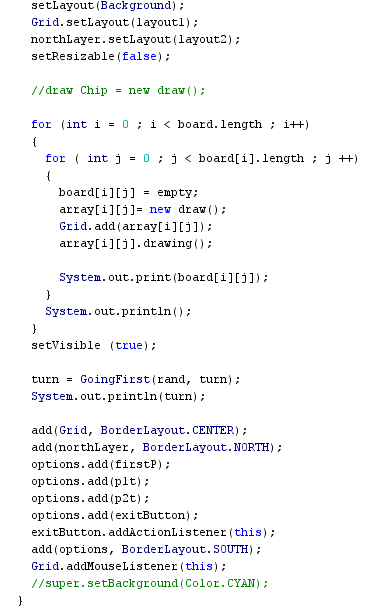 setLayout(Background);
Grid.setLayout(layout1);
northLayer.setLayout(layout2);
setResizable(false);
//draw Chip = new draw();
for (int i = 0 ; i < board.length ; i++)
{
for ( int j = 0 ; j < board[i].length ; j ++)
{
board[i][j] = empty;
array[i][j]= new draw();
Grid.add(array[i][j]);
array[i][j].drawing();
System.out.print(board[i][j]);
}
System.out.println();
}
setVisible (true);
turn = GoingFirst(rand, turn);
System.out.println(turn);
add(Grid, BorderLayout.CENTER);
add(northLayer, BorderLayout.NORTH);
options.add(firstP);
options.add(p1t);
options.add(p2t);
options.add(exitButton);
exitButton.addActionListener(this);
add(options, BorderLayout.SOUTH);
Grid.addMouseListener(this);
//super.setBackground(Color.CYAN);
}